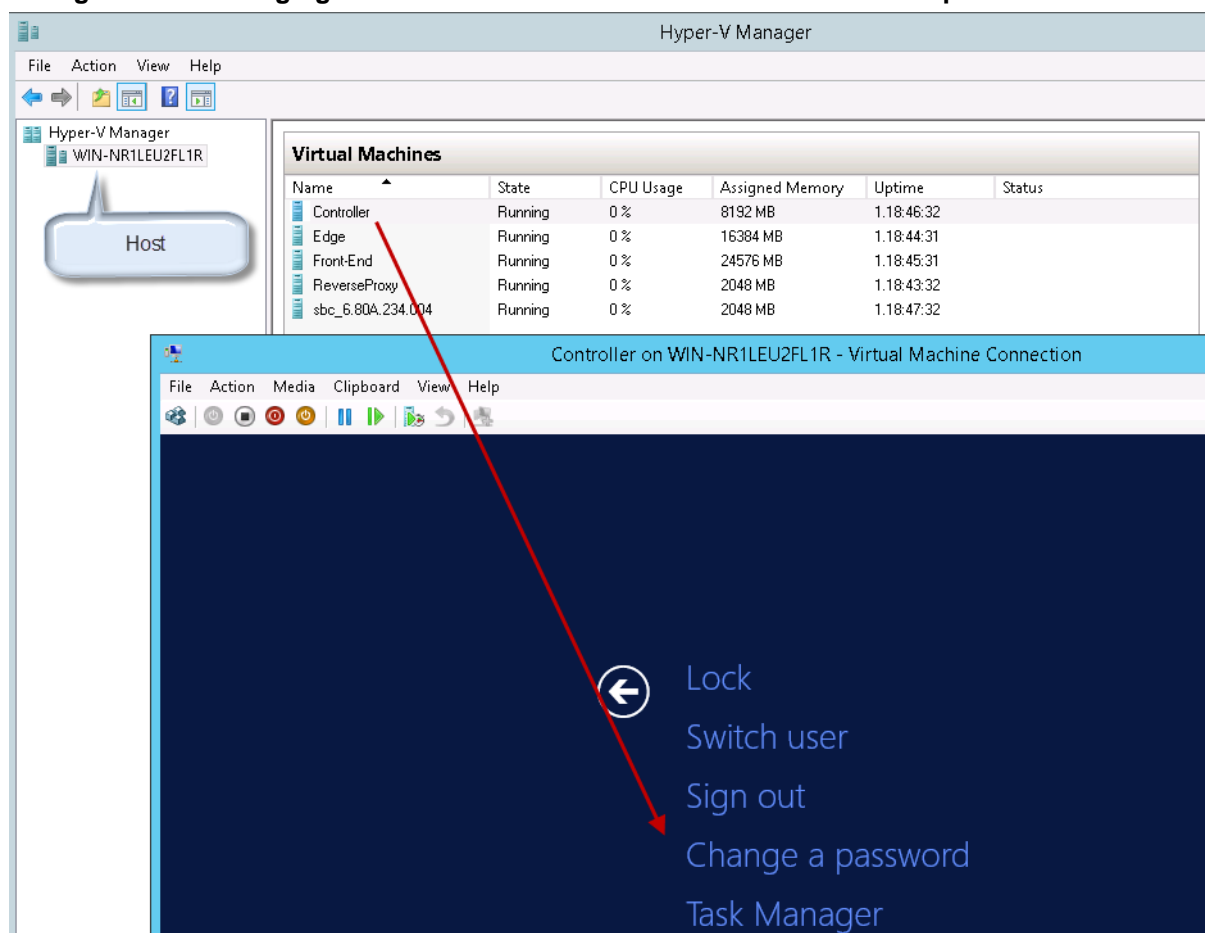 Hyper-V Manager
File Action View Help
Hyper-V Manager
WIN-NR1LEU2FL1R
Host
Virtual Machines
Name State CPU Usage Assigned Memory Uptime Status
Controller Running 0 % 8192 MB 1.18:46:32
Edge Running 0 % 16384 MB 1.18:44:31
Front-End Running 0 % 24576 MB 1.18:45:31
ReverseProxy Running 0 % 2048 MB 1.18:43:32
sbc_6.80A.234.004 Running 0 % 2048 MB 1.18:47:32
Controller on WIN-NR1LEU2FL1R - Virtual Machine Connection
File Action Media Clipboard View Help
Lock
Switch user
Sign out
Change a password
Task Manager